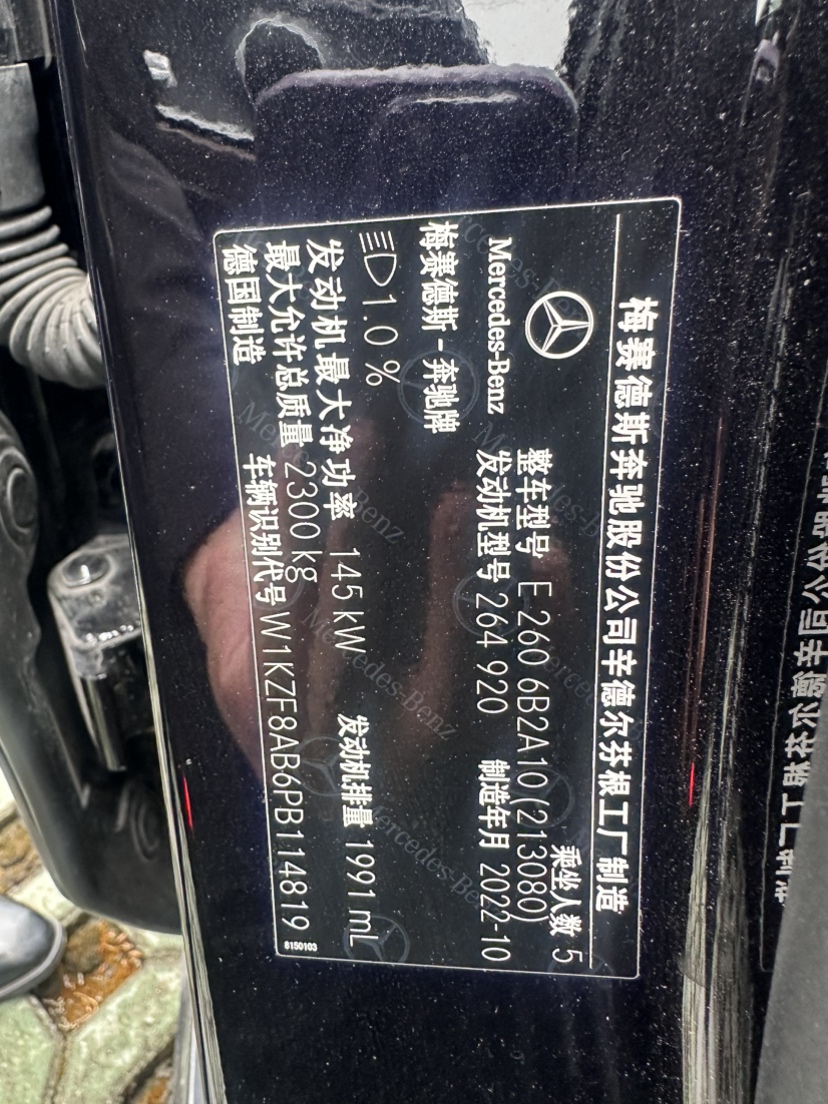 梅赛德斯奔驰股份公司辛德尔芬根工厂 制造
乘坐人数 5
整车型号 E 260 6B2A10(213080)
Mercedes-Benz
发动机型号 264 920 制造年月 2022-10
梅赛德斯-奔驰牌
1.0 %
发动机最大净功率 145 kW 发动机排量 1991 mL
最大允许总质量 2300 kg
德国制造 车辆识别代号 W1KZF8AB6PB114819
8150103